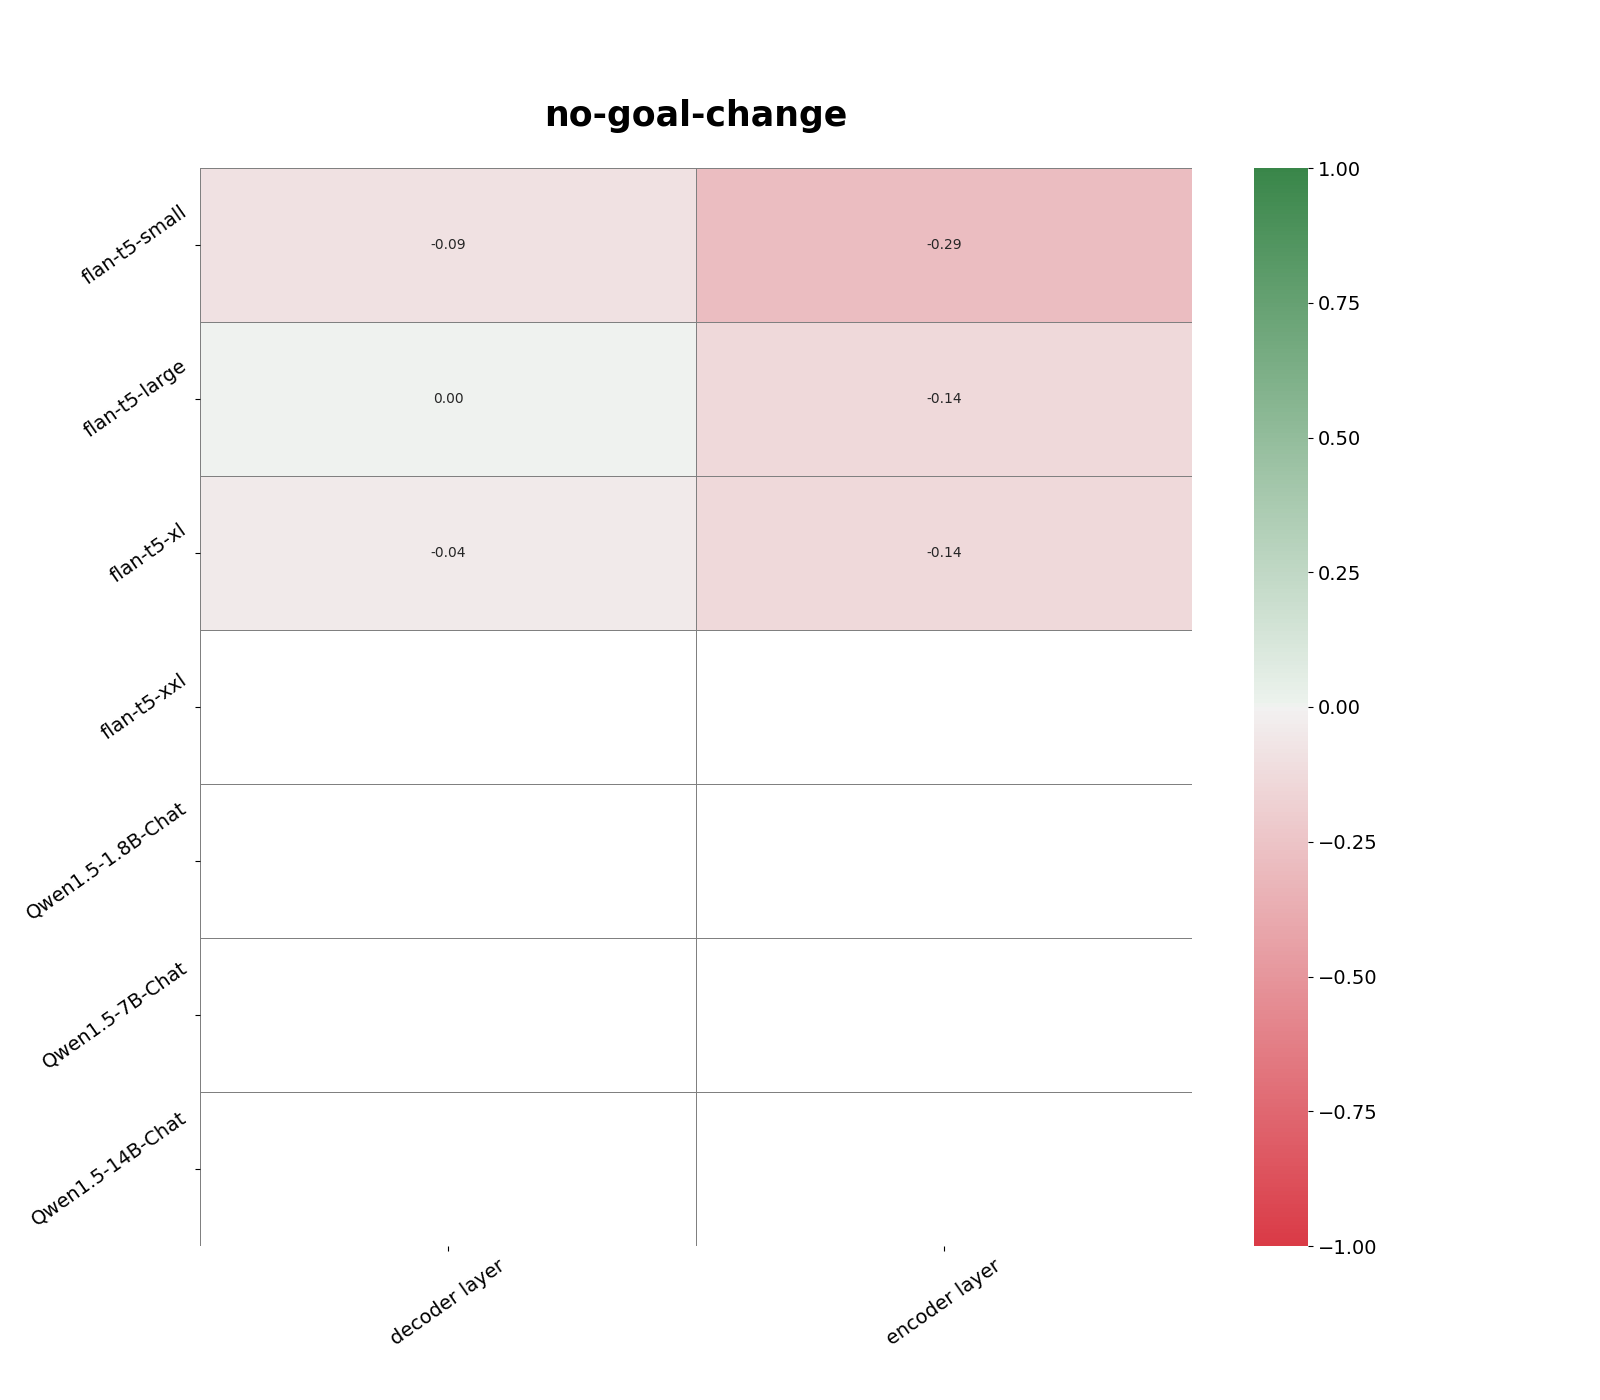 no-goal-change
flan-t5-small
-0.09
-0.29
flan-t5-large
0.00
-0.14
flan-t5-xl
-0.04
-0.14
flan-t5-xxl
Qwen1.5-1.8B-Chat
Qwen1.5-7B-Chat
Qwen1.5-14B-Chat
decoder layer
encoder layer
1.00
0.75
0.50
0.25
0.00
−0.25
−0.50
−0.75
−1.00